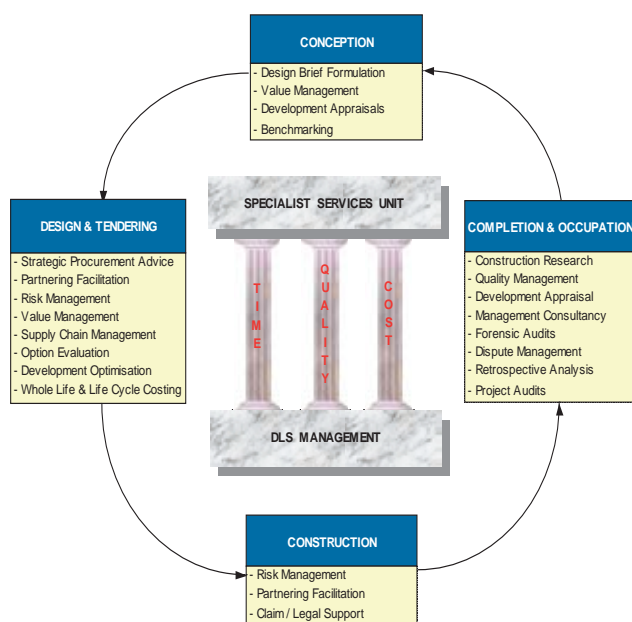 CONCEPTION
- Design Brief Formulation
- Value Management
- Development Appraisals
- Benchmarking
DESIGN & TENDERING
- Strategic Procurement Advice
- Partnering Facilitation
- Risk Management
- Value Management
- Supply Chain Management
- Option Evaluation
- Development Optimisation
- Whole Life & Life Cycle Costing
SPECIALIST SERVICES UNIT
TIME
QUALITY
COST
DLS MANAGEMENT
COMPLETION & OCCUPATION
- Construction Research
- Quality Management
- Development Appraisal
- Management Consultancy
- Forensic Audits
- Dispute Management
- Retrospective Analysis
- Project Audits
CONSTRUCTION
- Risk Management
- Partnering Facilitation
- Claim / Legal Support